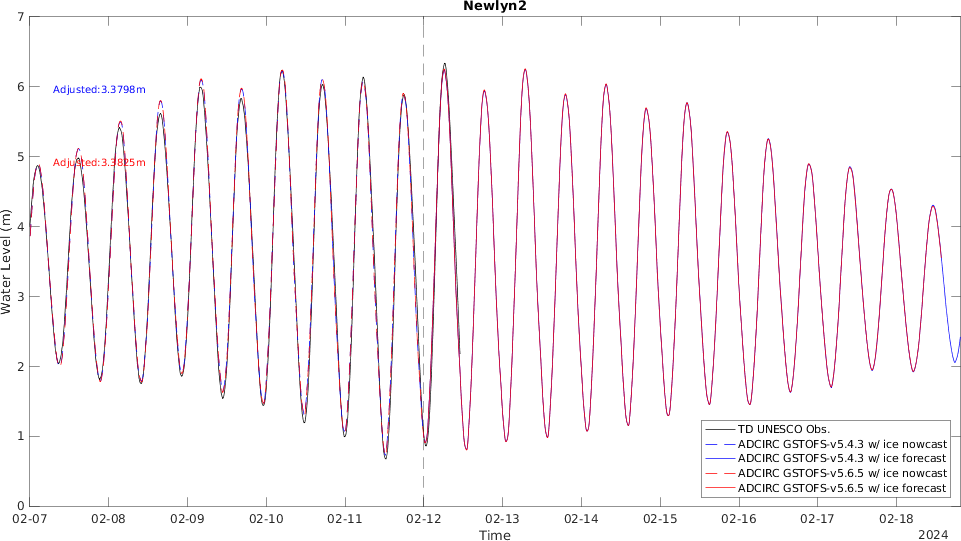 Newlyn2
7
6
5
4
3
2
1
0
Water Level (m)
Adjusted:3.3798m
Adjusted:3.3825m
TD UNESCO Obs.
ADCIRC GSTOFS-v5.4.3 w/ ice nowcast
ADCIRC GSTOFS-v5.4.3 w/ ice forecast
ADCIRC GSTOFS-v5.6.5 w/ ice nowcast
ADCIRC GSTOFS-v5.6.5 w/ ice forecast
02-07 02-08 02-09 02-10 02-11 02-12 02-13 02-14 02-15 02-16 02-17 02-18
Time
2024